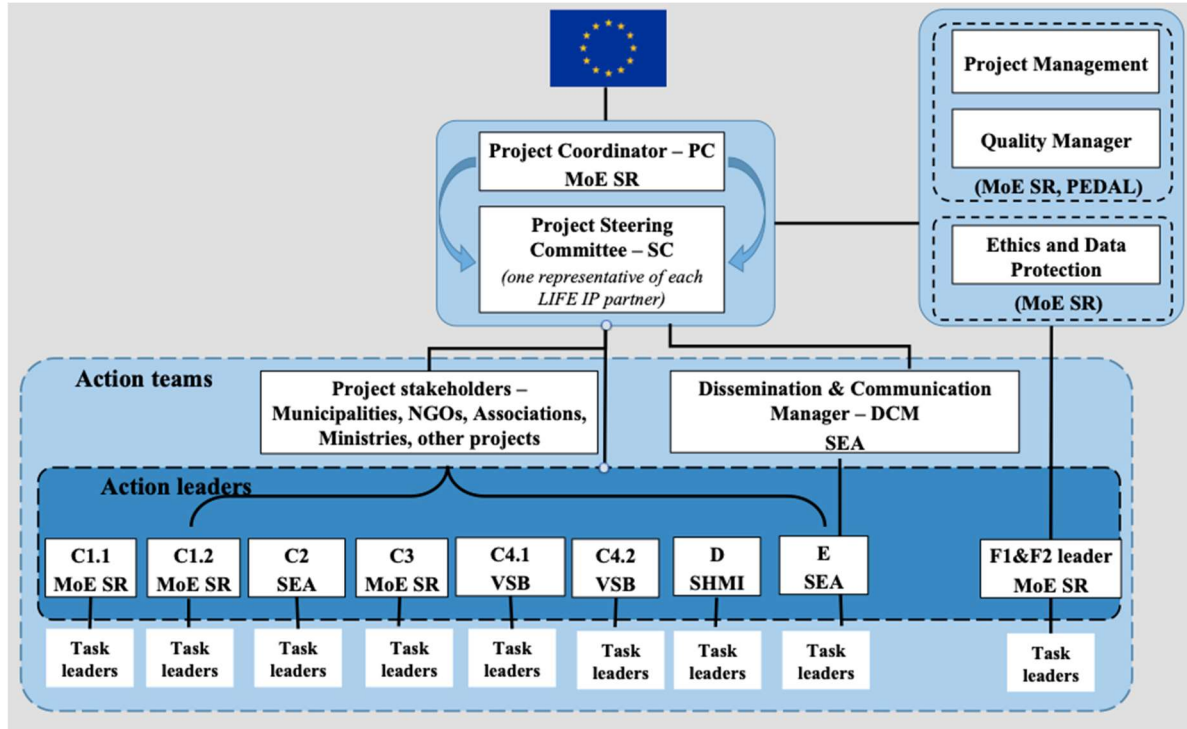 Project Management
Quality Manager
(MoE SR, PEDAL)
Ethics and Data
Protection
(MoE SR)
Project Coordinator – PC
MoE SR
Project Steering
Committee – SC
(one representative of each
LIFE IP partner)
Action teams
Project stakeholders –
Municipalities, NGOs, Associations,
Ministries, other projects
Dissemination & Communication
Manager – DCM
SEA
Action leaders
C1.1
MoE SR
C1.2
MoE SR
C2
SEA
C3
MoE SR
C4.1
VSB
C4.2
VSB
D
SHMI
E
SEA
F1&F2 leader
MoE SR
Task
leaders
Task
leaders
Task
leaders
Task
leaders
Task
leaders
Task
leaders
Task
leaders
Task
leaders
Task
leaders